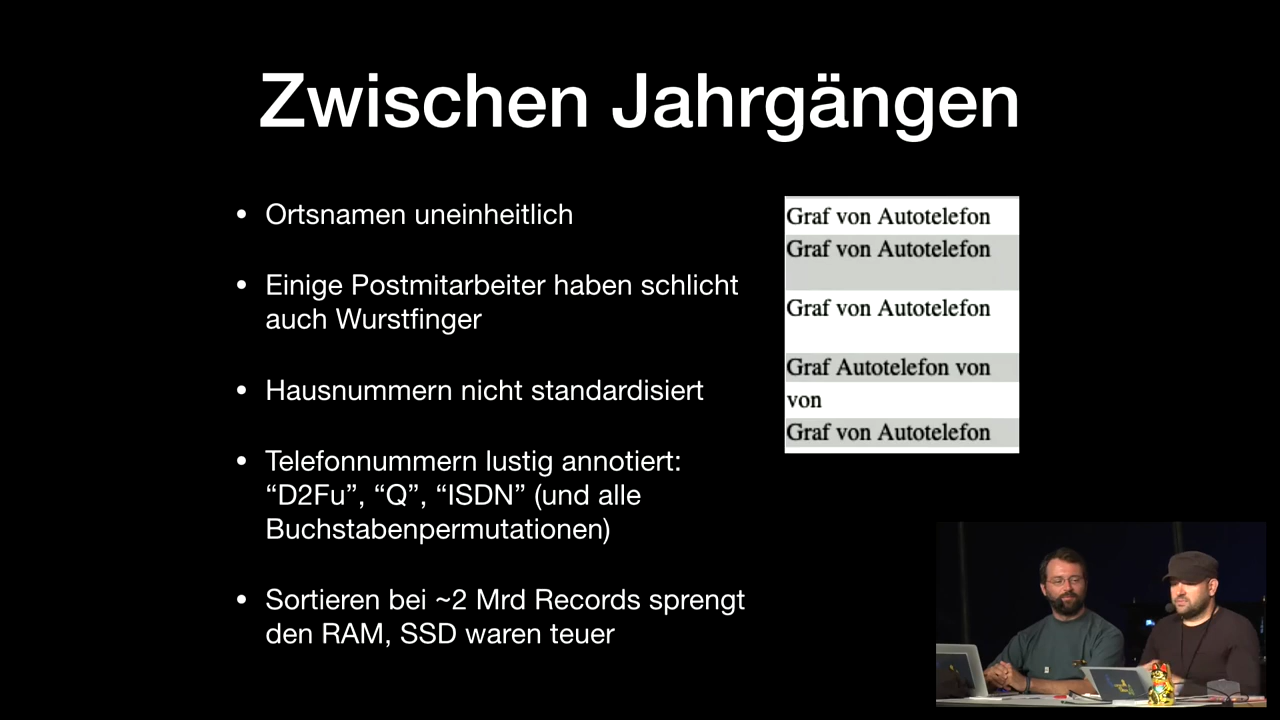 Zwischen Jahrgängen
• Ortsnamen uneinheitlich
• Einige Postmitarbeiter haben schlicht
auch Wurstfinger
• Hausnummern nicht standardisiert
• Telefonnummern lustig annotiert:
“D2Fu”, “Q”, “ISDN” (und alle
Buchstabenpermutationen)
• Sortieren bei ~2 Mrd Records sprengt
den RAM, SSD waren teuer
Graf von Autotelefon
Graf von Autotelefon
Graf von Autotelefon
Graf Autotelefon von
von
Graf von Autotelefon